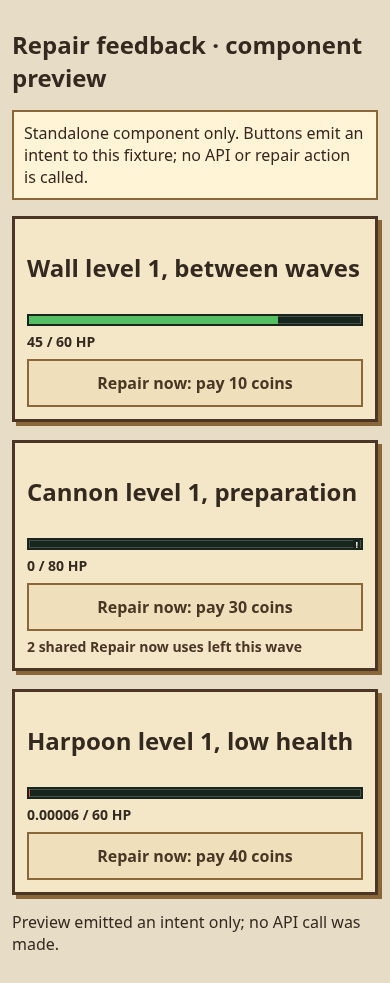 Repair feedback · component
preview
Standalone component only. Buttons emit an
intent to this fixture; no API or repair action
is called.
Wall level 1, between waves
45 / 60 HP
Repair now: pay 10 coins
Cannon level 1, preparation
!
0 / 80 HP
Repair now: pay 30 coins
2 shared Repair now uses left this wave
Harpoon level 1, low health
0.00006 / 60 HP
Repair now: pay 40 coins
Preview emitted an intent only; no API call was
made.